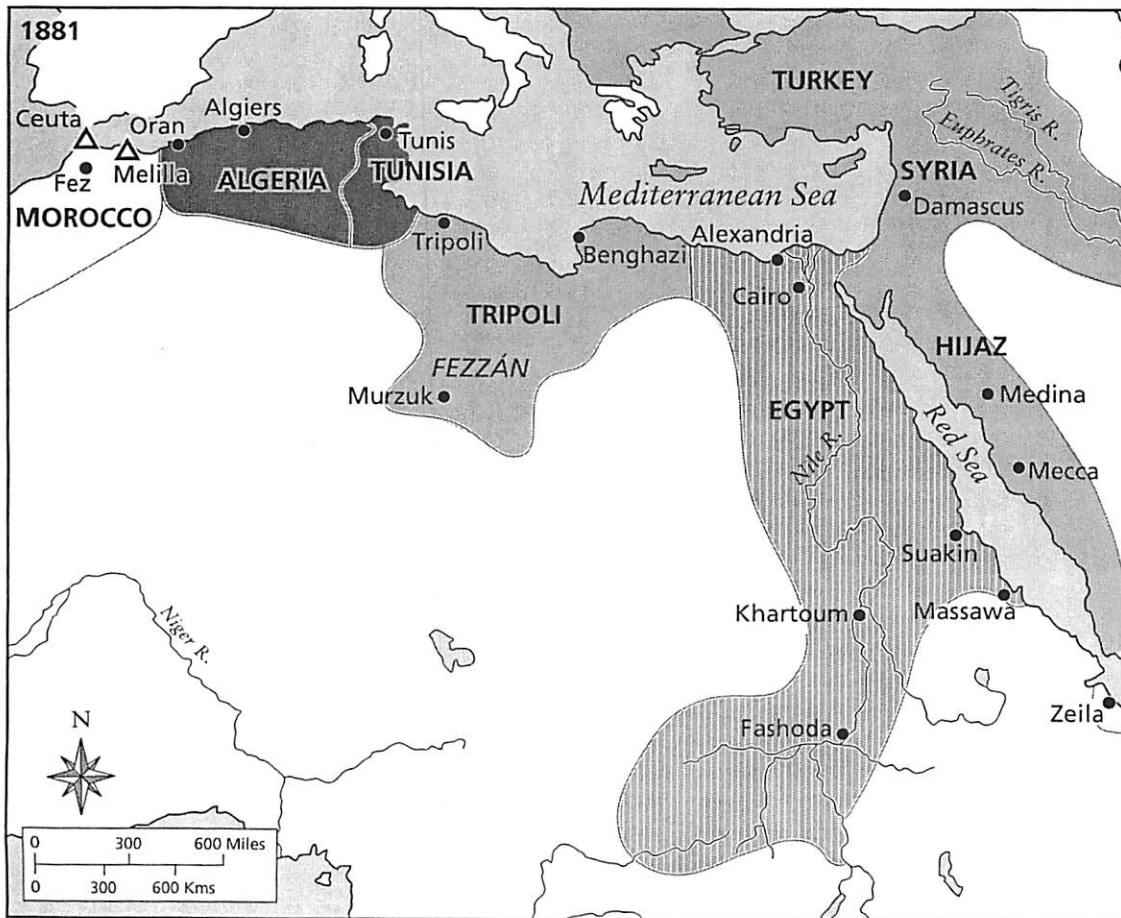 1881
TURKEY
Tigris R.
Euphrates R.
Ceuta
Oran
Algiers
Tunis
Fez
Melilla
ALGERIA
TUNISIA
SYRIA
MOROCCO
Mediterranean Sea
Damascus
Tripoli
Benghazi
Alexandria
Cairo
TRIPOLI
HIJAZ
FEZZÁN
Murzuk
Medina
EGYPT
Nile R.
Red Sea
Mecca
Suakin
Niger R.
Khartoum
Massawa
Zeila
Fashoda
N
0 300 600 Miles
0 300 600 Kms